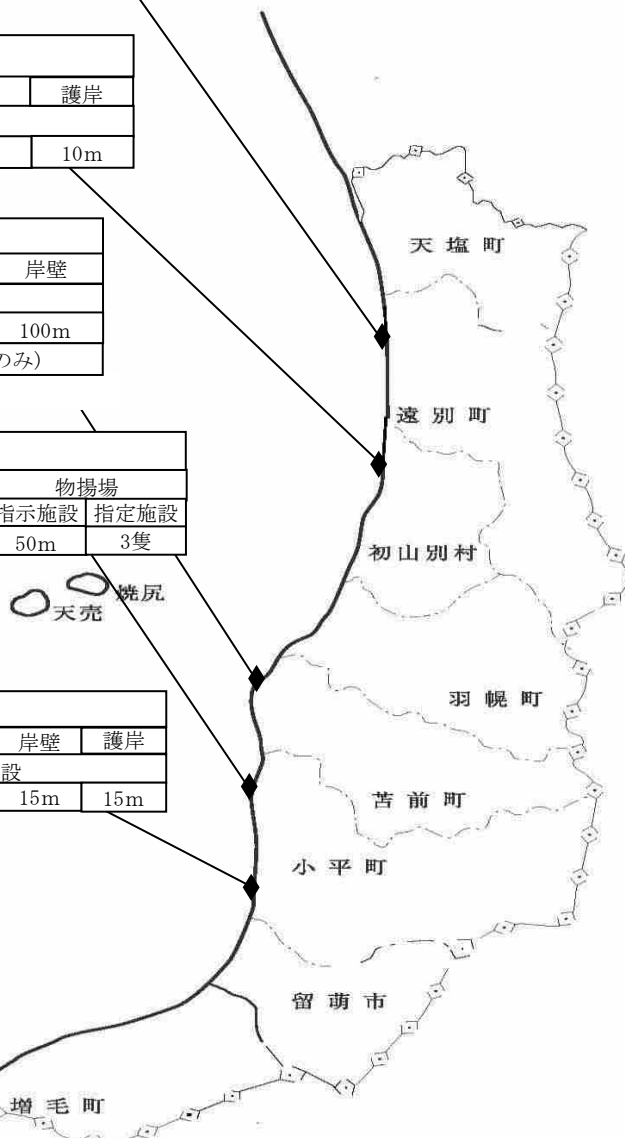 護岸
10m
岸壁
100m
のみ）
物揚場
指示施設 指定施設
50m 3隻
岸壁 護岸
設
15m 15m
天塩町
遠別町
初山別村
焼尻
天売
羽幌町
苫前町
小平町
留萌市
増毛町